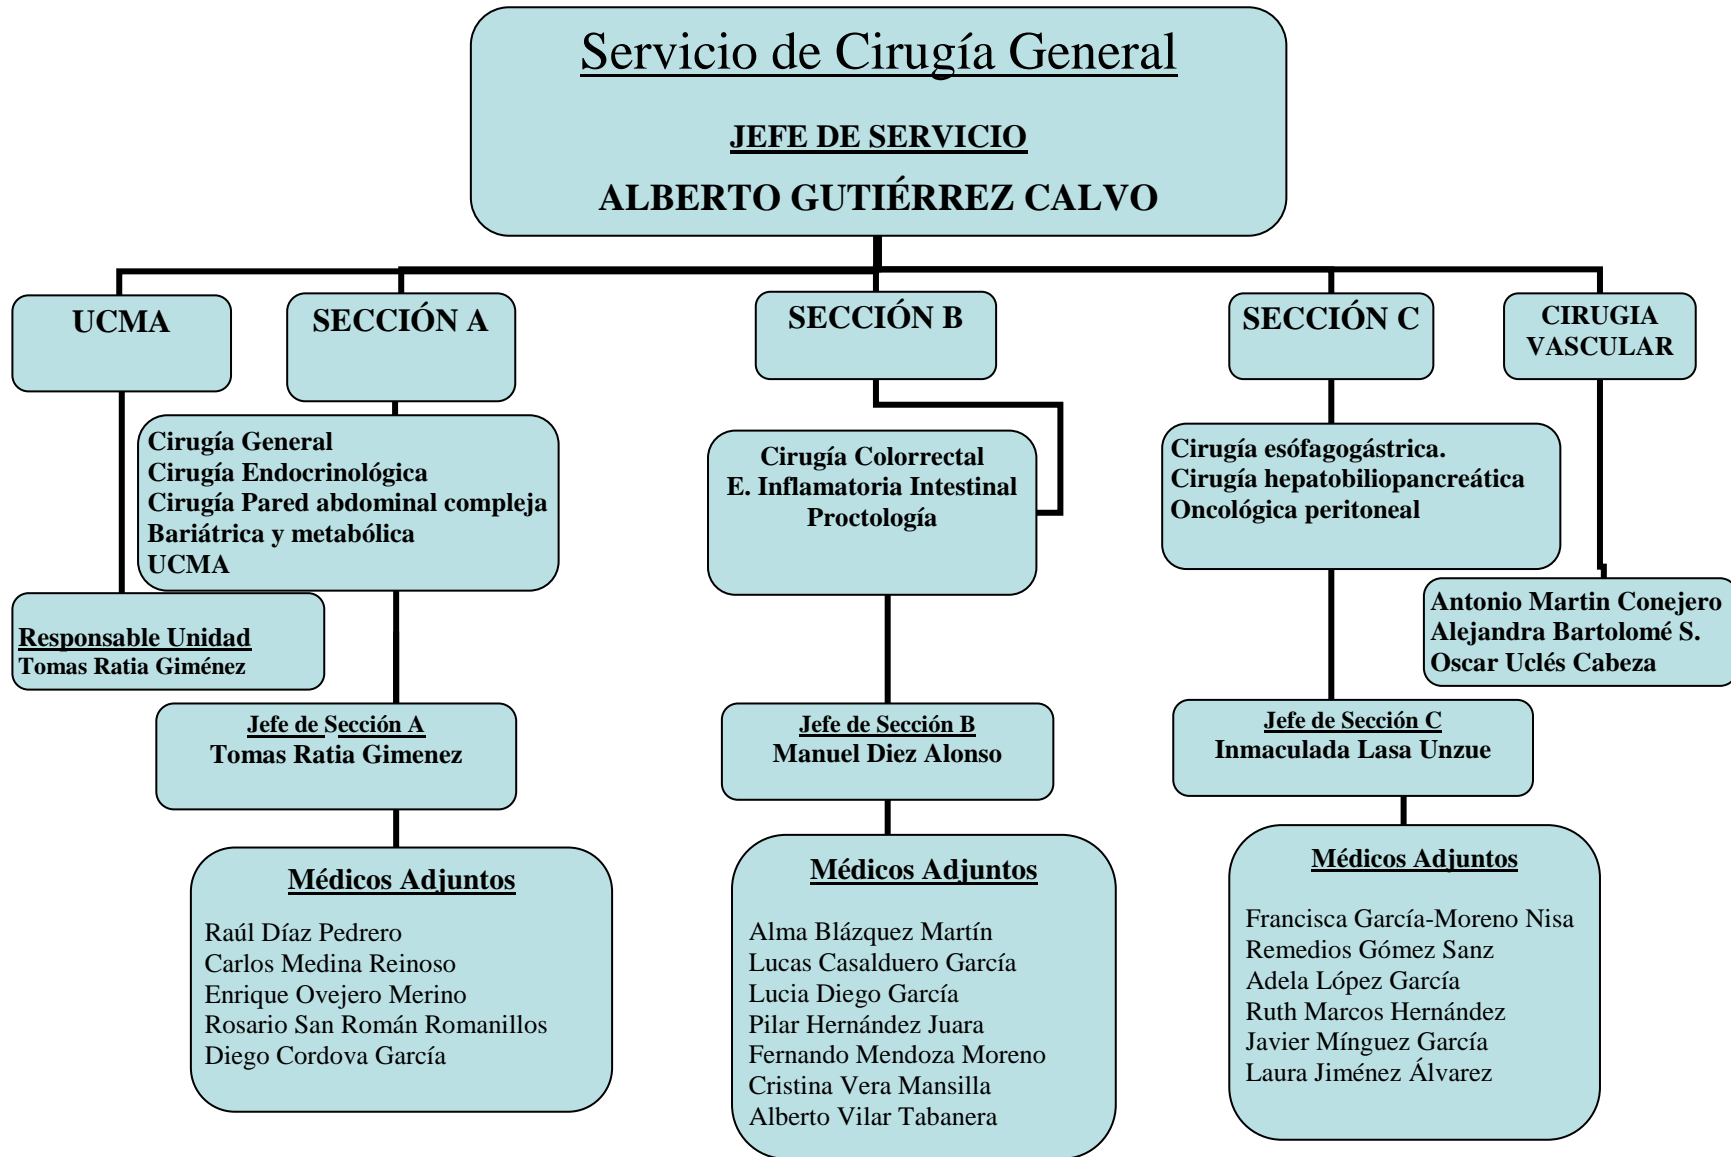 Servicio de Cirugía General
JEFE DE SERVICIO
ALBERTO GUTIÉRREZ CALVO
UCMA
SECCIÓN A
SECCIÓN B
SECCIÓN C
CIRUGIA
VASCULAR
Cirugía General
Cirugía Endocrinológica
Cirugía Pared abdominal compleja
Bariátrica y metabólica
UCMA
Cirugía Colorrectal
E. Inflamatoria Intestinal
Proctología
Cirugía esófagogástrica.
Cirugía hepatobiliopancreática
Oncológica peritoneal
Responsable Unidad
Tomas Ratia Giménez
Antonio Martin Conejero
Alejandra Bartolomé S.
Oscar Uclés Cabeza
Jefe de Sección A
Tomas Ratia Gimenez
Jefe de Sección B
Manuel Diez Alonso
Jefe de Sección C
Inmaculada Lasa Unzue
Médicos Adjuntos
Raúl Díaz Pedrero
Carlos Medina Reinoso
Enrique Ovejero Merino
Rosario San Román Romanillos
Diego Cordova García
Médicos Adjuntos
Alma Blázquez Martín
Lucas Casalduero García
Lucia Diego García
Pilar Hernández Juara
Fernando Mendoza Moreno
Cristina Vera Mansilla
Alberto Vilar Tabanera
Médicos Adjuntos
Francisca García-Moreno Nisa
Remedios Gómez Sanz
Adela López García
Ruth Marcos Hernández
Javier Mínguez García
Laura Jiménez Álvarez